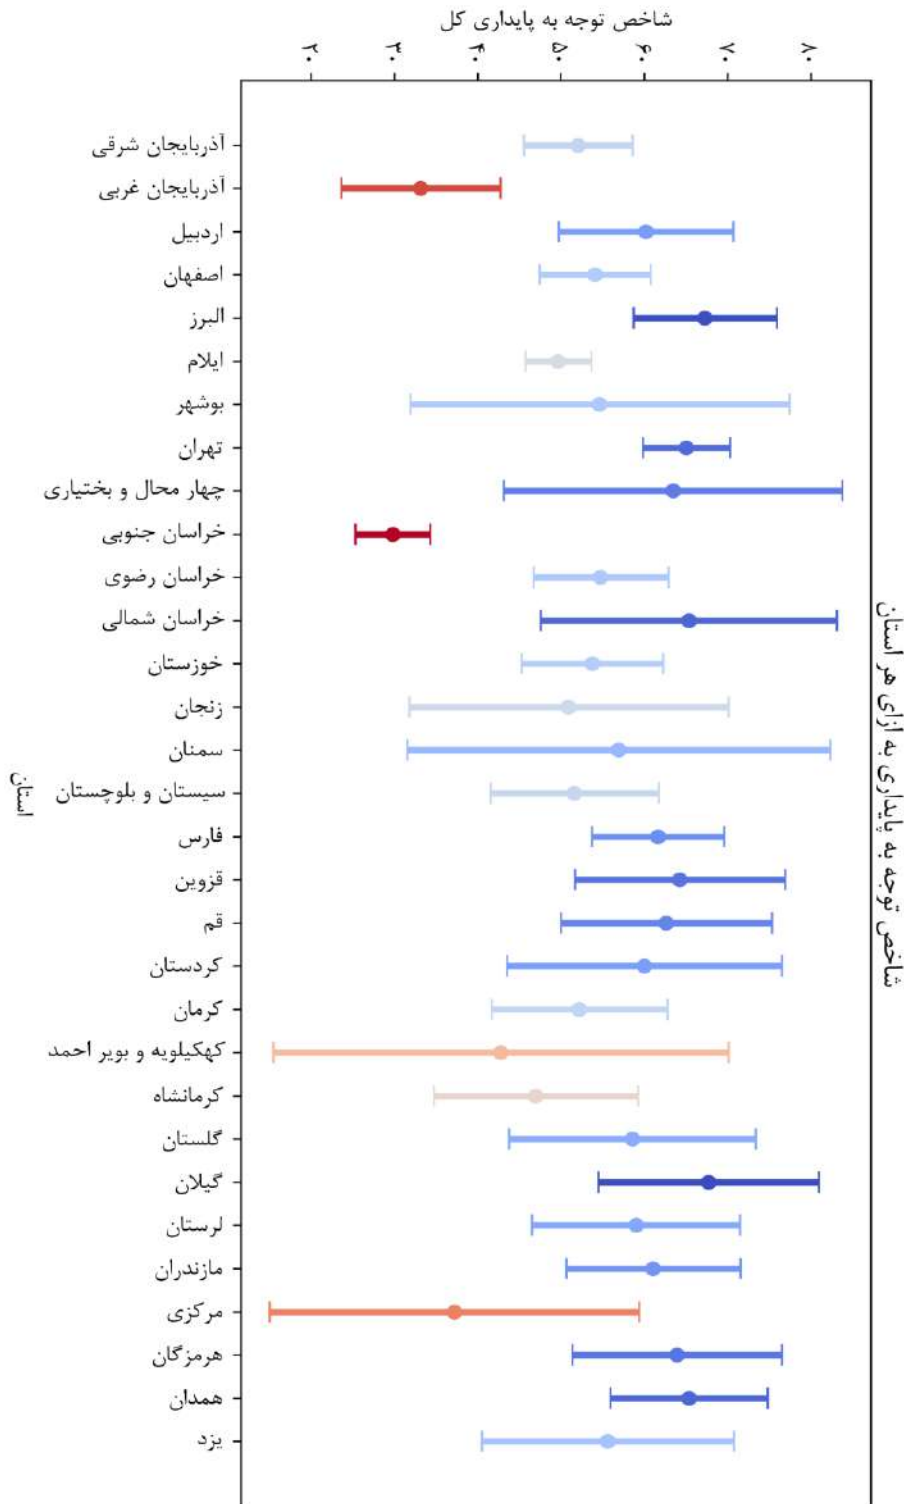 شاخص توجه به پایداری کل
۲۰
۳۰
۴۰
۵۰
۶۰
۷۰
۸۰
آذربایجان شرقی
آذربایجان غربی
اردبیل
اصفهان
البرز
ایلام
بوشهر
تهران
چهار محال و بختیاری
خراسان جنوبی
خراسان رضوی
خراسان شمالی
خوزستان
زنجان
سمنان
سیستان و بلوچستان
فارس
قزوین
قم
کردستان
کرمان
کهکیلویه و بویر احمد
کرمانشاه
گلستان
گیلان
لرستان
مازندران
مرکزی
هرمزگان
همدان
یزد
استان
شاخص توجه به پایداری به ازای هر استان